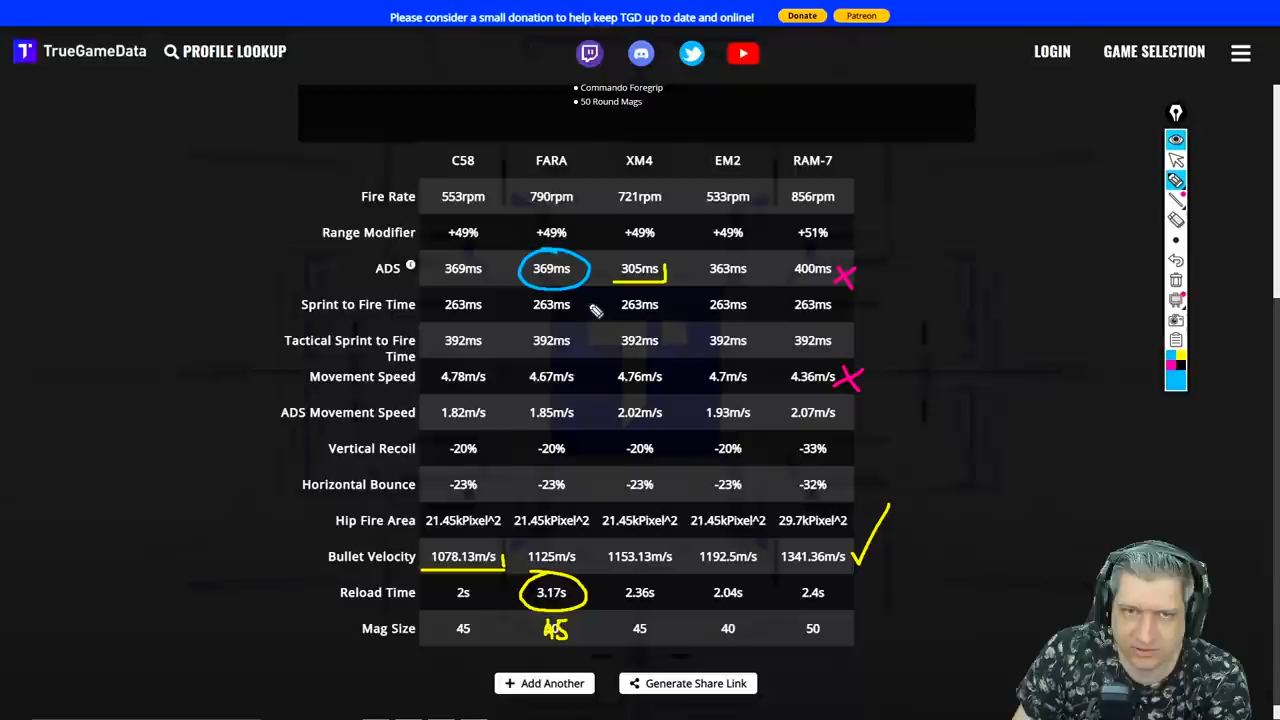 Please consider a small donation to help keep TGD up to date and online! Donate Patreon
TrueGameData PROFILE LOOKUP LOGIN GAME SELECTION
• Commando Foregrip
• 50 Round Mags
C58 FARA XM4 EM2 RAM-7
Fire Rate 553rpm 790rpm 721rpm 533rpm 856rpm
Range Modifier +49% +49% +49% +49% +51%
ADS 369ms 369ms 305ms 363ms 400ms
Sprint to Fire Time 263ms 263ms 263ms 263ms 263ms
Tactical Sprint to Fire 392ms 392ms 392ms 392ms 392ms
Time
Movement Speed 4.78m/s 4.67m/s 4.76m/s 4.7m/s 4.36m/s
ADS Movement Speed 1.82m/s 1.85m/s 2.02m/s 1.93m/s 2.07m/s
Vertical Recoil -20% -20% -20% -20% -33%
Horizontal Bounce -23% -23% -23% -23% -32%
Hip Fire Area 21.45kPixel^2 21.45kPixel^2 21.45kPixel^2 21.45kPixel^2 29.7kPixel^2
Bullet Velocity 1078.13m/s 1125m/s 1153.13m/s 1192.5m/s 1341.36m/s
Reload Time 2s 3.17s 2.36s 2.04s 2.4s
Mag Size 45 45 45 40 50
+ Add Another Generate Share Link